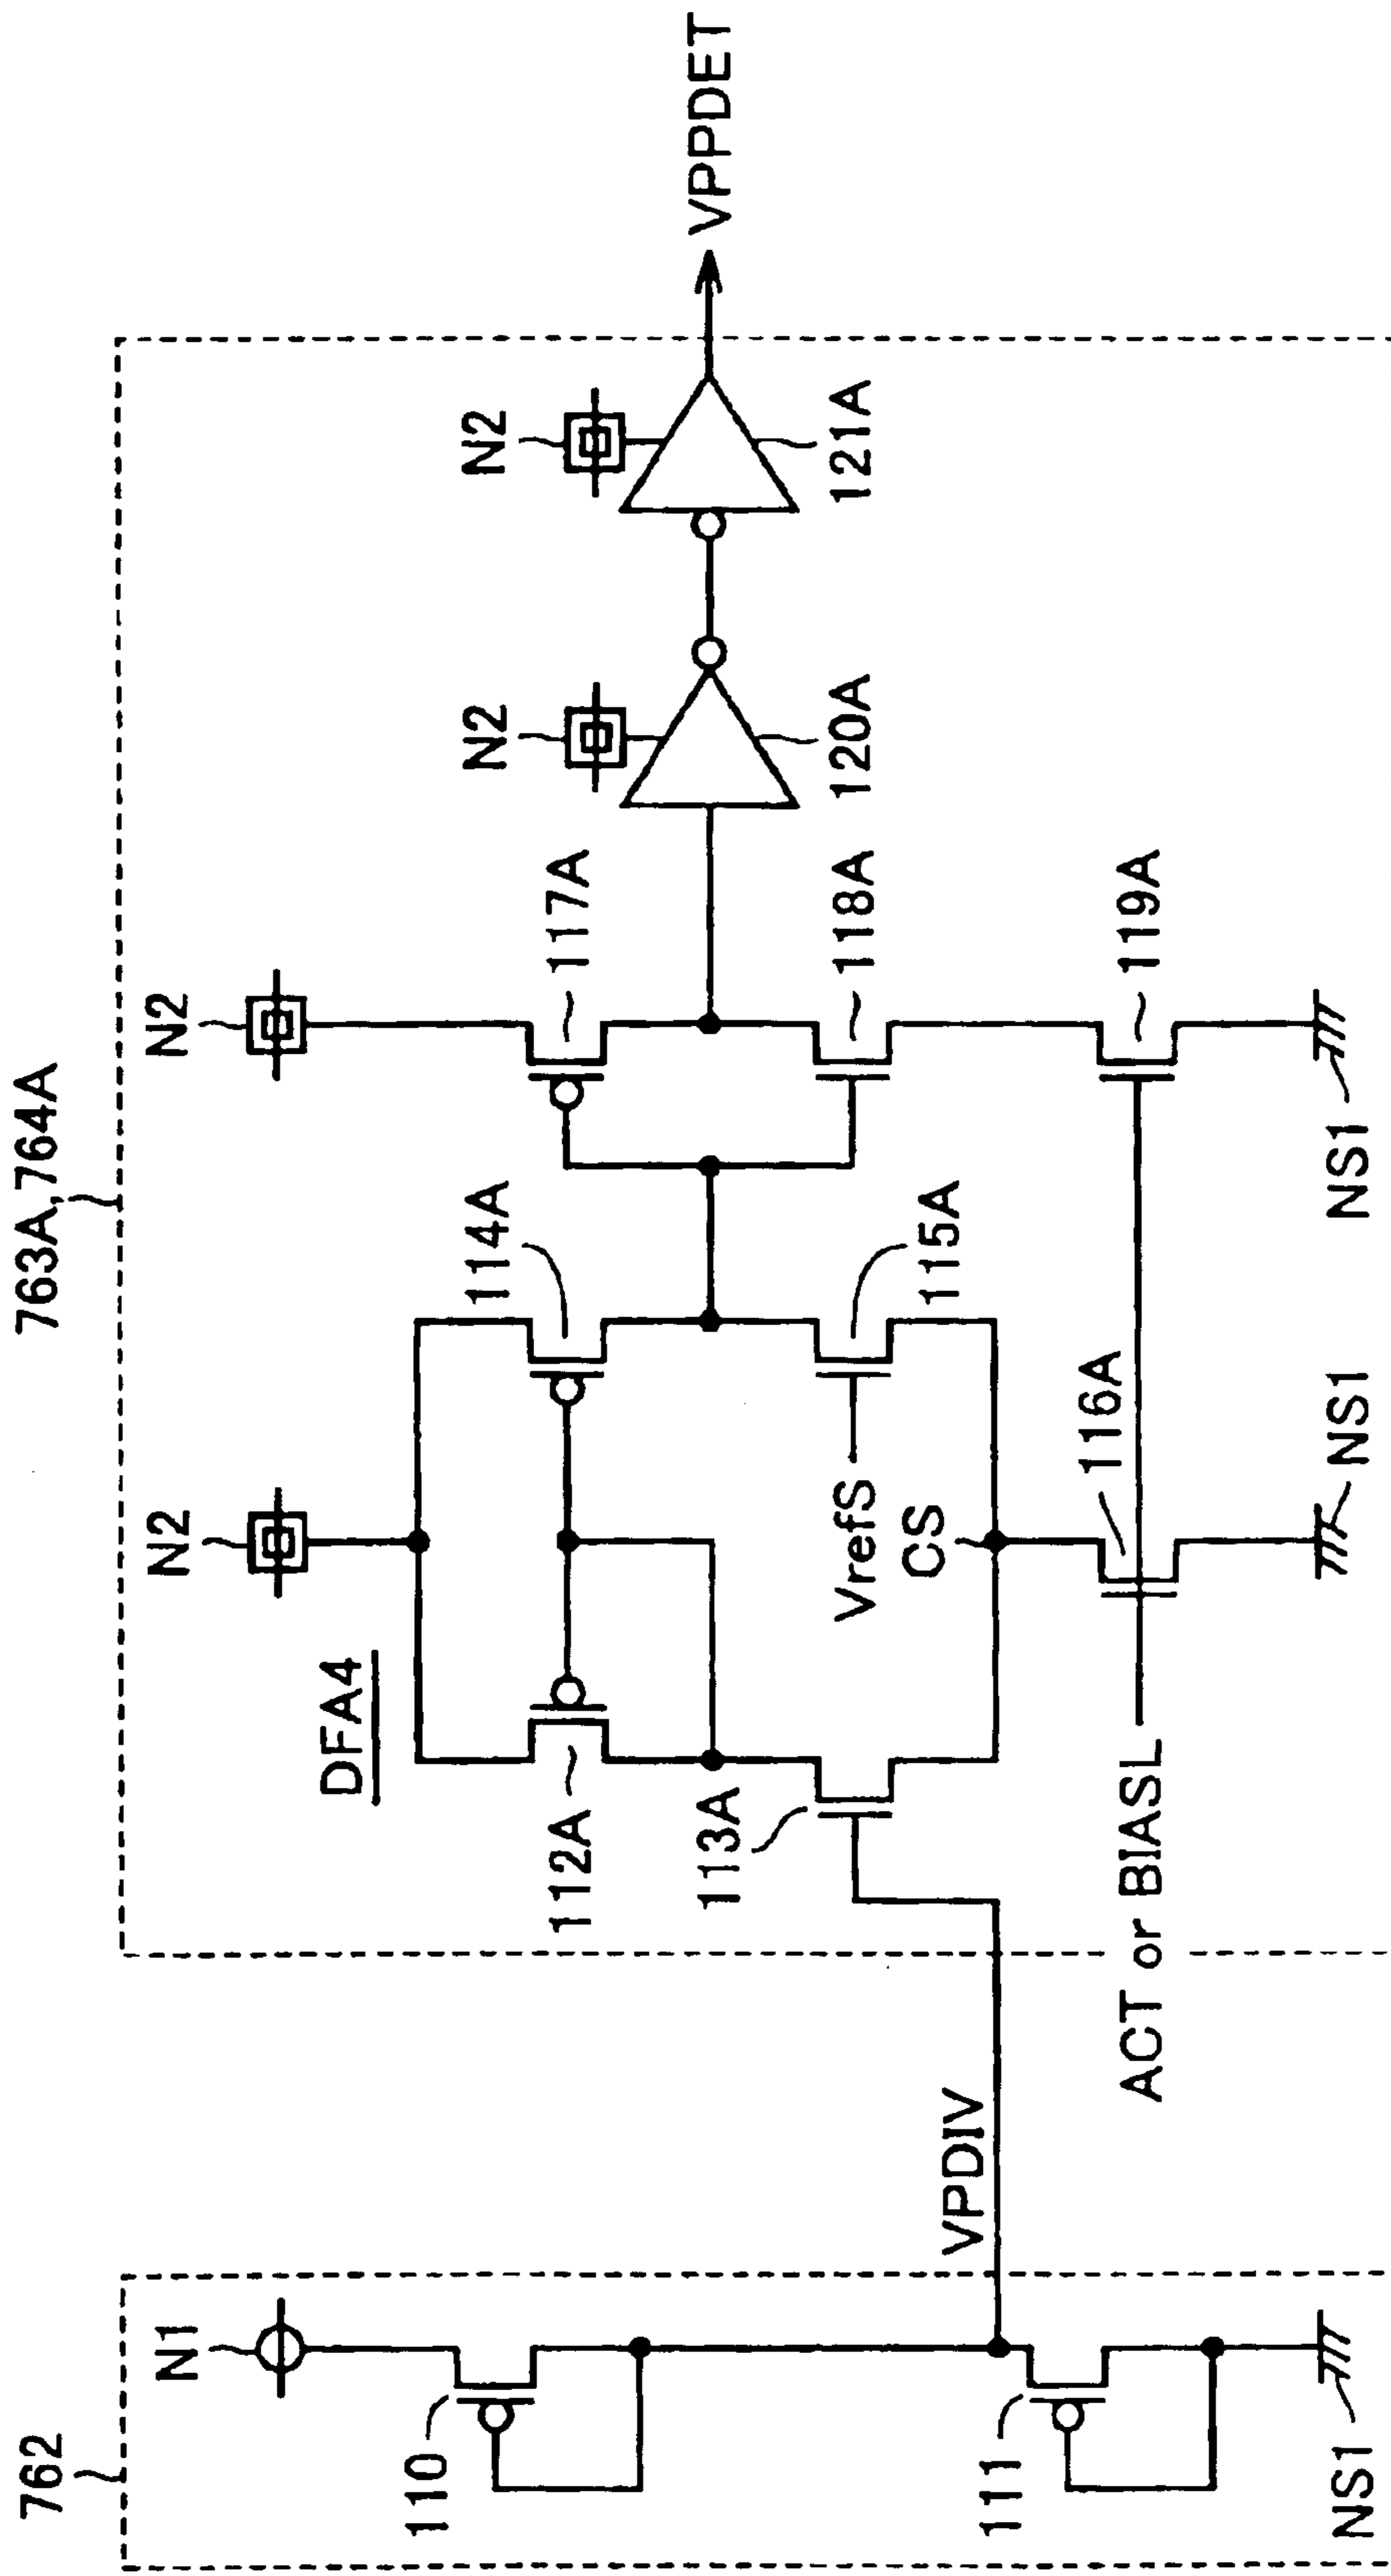 762
N1
110
111
NS1
VPDIV
763A,764A
DFA4
N2
112A
113A
114A
115A
VrefS
CS
116A
ACT or BIASL
NS1
N2
117A
118A
119A
NS1
N2
120A
N2
121A
VPPDET